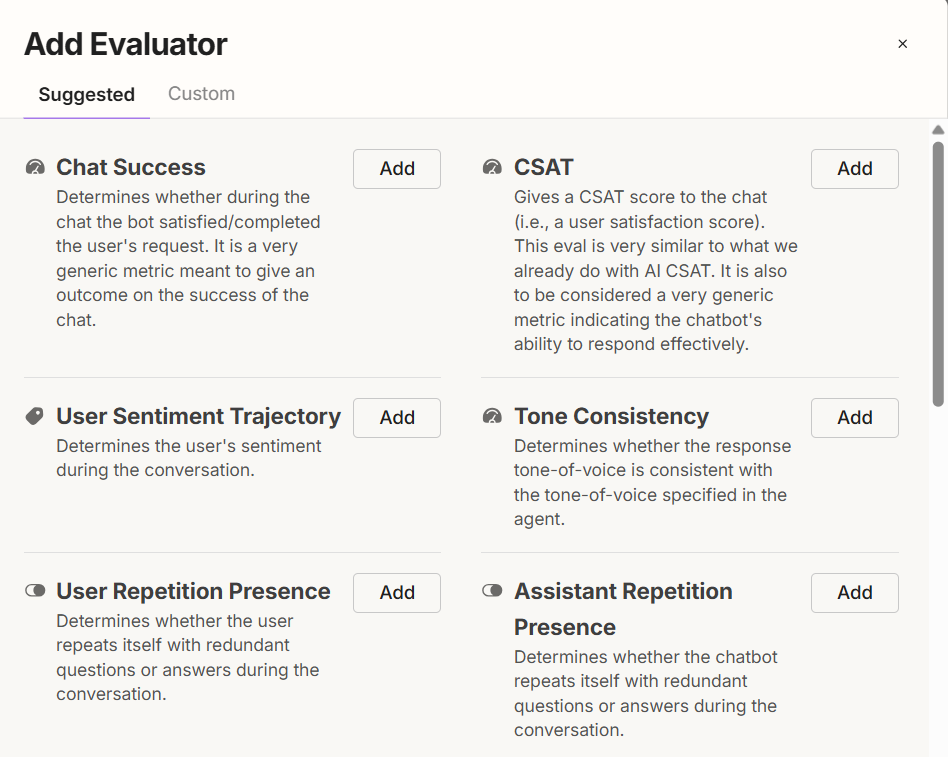 Add Evaluator
Suggested
Custom
Chat Success
Add
Determines whether during the
chat the bot satisfied/completed
the user's request. It is a very
generic metric meant to give an
outcome on the success of the
chat.
CSAT
Add
Gives a CSAT score to the chat
(i.e., a user satisfaction score).
This eval is very similar to what we
already do with AI CSAT. It is also
to be considered a very generic
metric indicating the chatbot's
ability to respond effectively.
User Sentiment Trajectory
Add
Determines the user's sentiment
during the conversation.
Tone Consistency
Add
Determines whether the response
tone-of-voice is consistent with
the tone-of-voice specified in the
agent.
User Repetition Presence
Add
Determines whether the user
repeats itself with redundant
questions or answers during the
conversation.
Assistant Repetition
Presence
Add
Determines whether the chatbot
repeats itself with redundant
questions or answers during the
conversation.